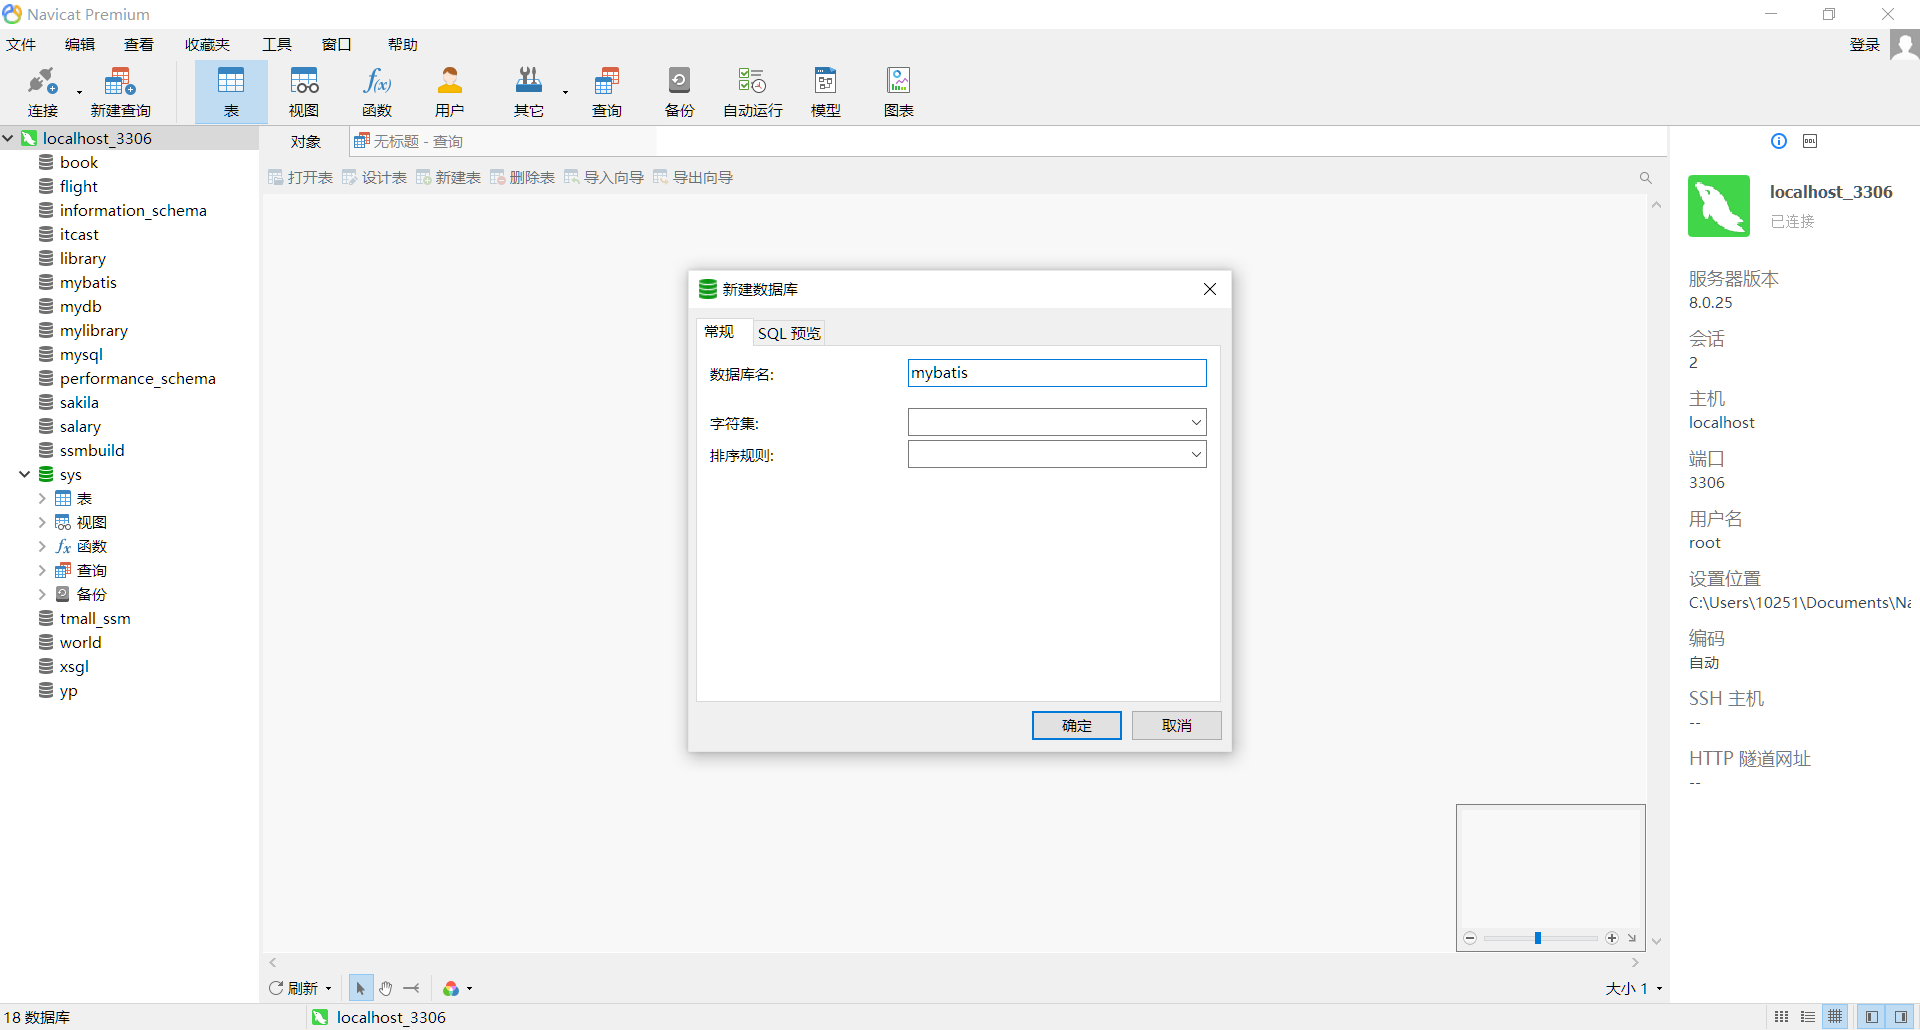 Navicat Premium
文件 编辑 查看 收藏夹 工具 窗口 帮助 登录
连接 新建查询 表 视图 函数 用户 其它 查询 备份 自动运行 模型 图表
localhost_3306
book
flight
information_schema
itcast
library
mybatis
mydb
mylibrary
mysql
performance_schema
sakila
salary
ssmbuild
sys
表
视图
函数
查询
备份
tmall_ssm
world
xsgl
yp
对象 无标题 - 查询
打开表 设计表 新建表 删除表 导入向导 导出向导
新建数据库
常规 SQL 预览
数据库名: mybatis
字符集:
排序规则:
确定 取消
刷新 大小 1
DDL
localhost_3306
已连接
服务器版本
8.0.25
会话
2
主机
localhost
端口
3306
用户名
root
设置位置
C:\Users\10251\Documents\Na
编码
自动
SSH 主机
--
HTTP 隧道网址
--
18 数据库 localhost_3306